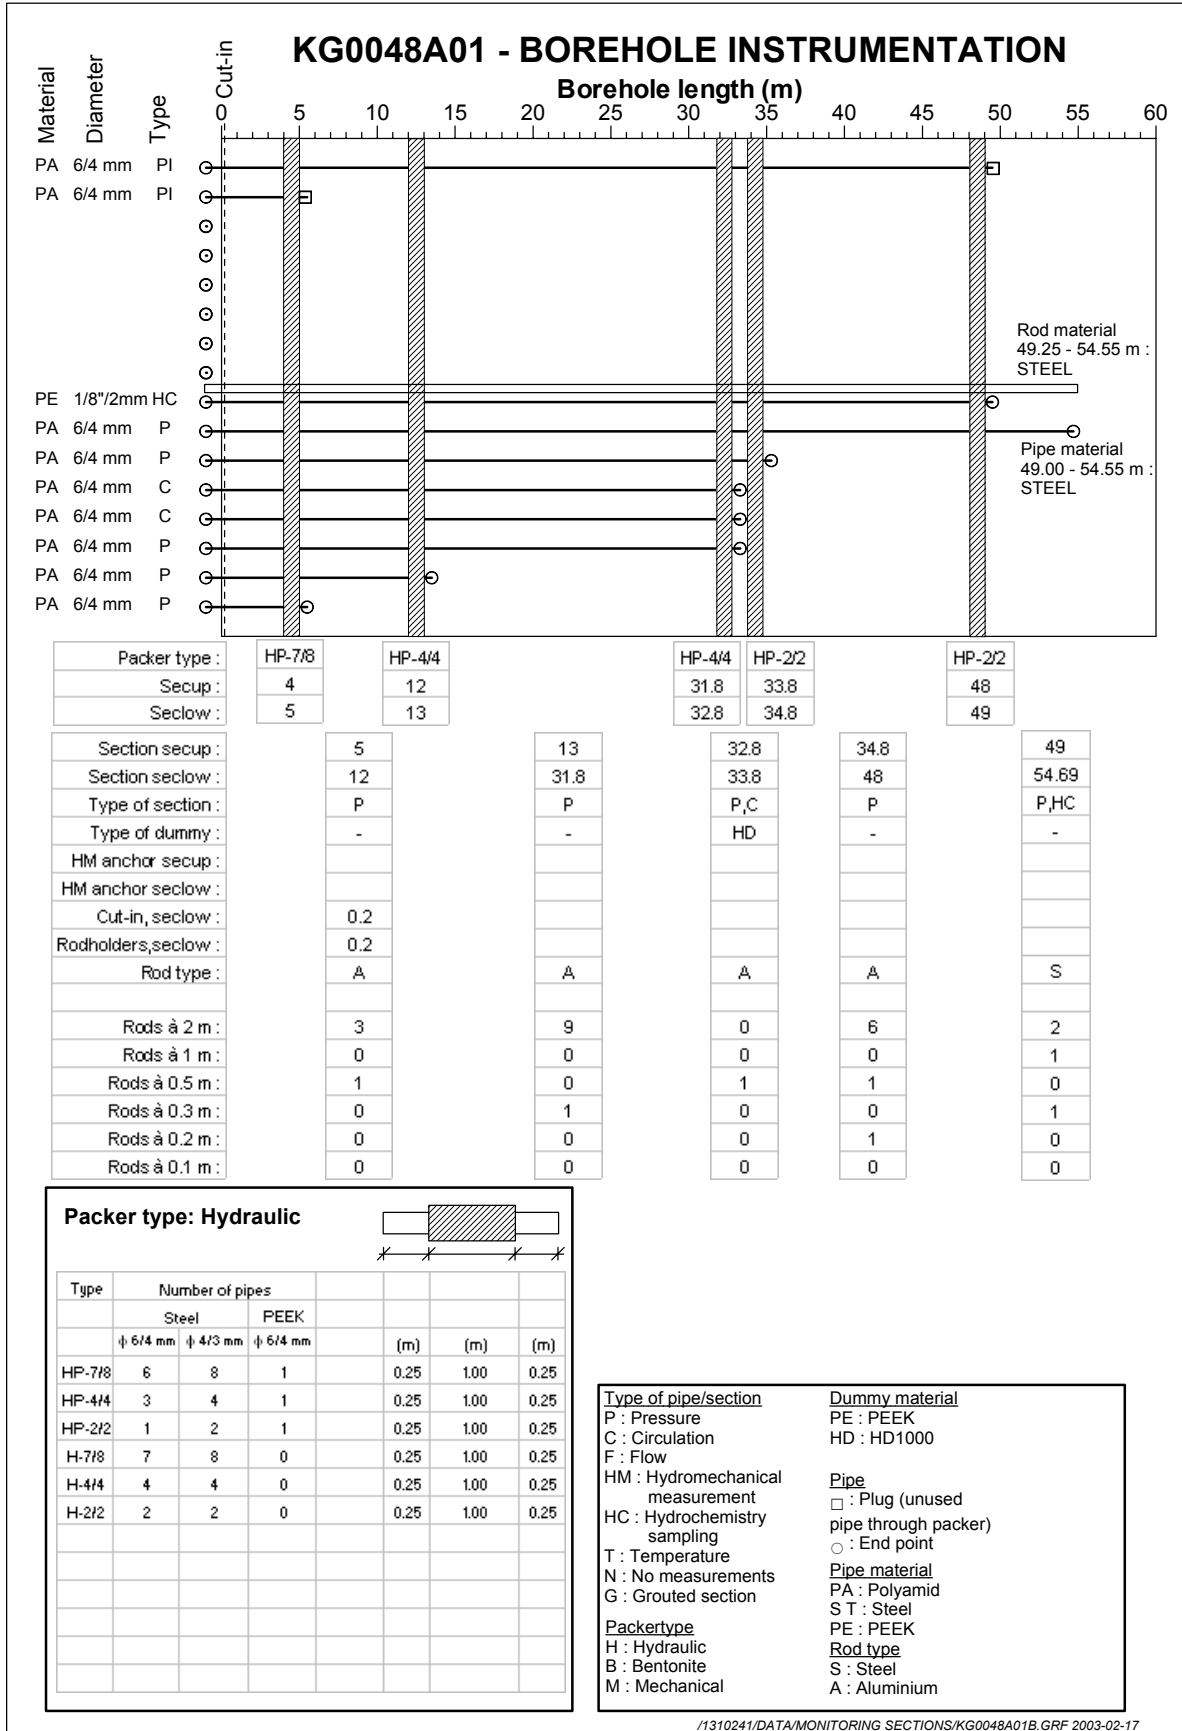 KG0048A01 - BOREHOLE INSTRUMENTATION
Borehole length (m)
Material Diameter Type Cut-in
0 5 10 15 20 25 30 35 40 45 50 55 60
PA 6/4 mm PI
PA 6/4 mm PI
Rod material
49.25 - 54.55 m :
STEEL
PE 1/8"/2mm HC
PA 6/4 mm P
Pipe material
49.00 - 54.55 m :
STEEL
PA 6/4 mm P
PA 6/4 mm C
PA 6/4 mm C
PA 6/4 mm P
PA 6/4 mm P
PA 6/4 mm P
Packer type : HP-7/8 HP-4/4 HP-4/4 HP-2/2 HP-2/2
Secup : 4 12 31.8 33.8 48
Seclow : 5 13 32.8 34.8 49
Section secup : 5 13 32.8 34.8 49
Section seclow : 12 31.8 33.8 48 54.69
Type of section : P P P,C P P,HC
Type of dummy : - - HD - -
HM anchor secup :
HM anchor seclow :
Cut-in, seclow : 0.2
Rodholders,seclow : 0.2
Rod type : A A A A S
Rods à 2 m : 3 9 0 6 2
Rods à 1 m : 0 0 0 0 1
Rods à 0.5 m : 1 0 1 1 0
Rods à 0.3 m : 0 1 0 0 1
Rods à 0.2 m : 0 0 0 1 0
Rods à 0.1 m : 0 0 0 0 0
Packer type: Hydraulic
Type Number of pipes
Steel PEEK
ϕ 6/4 mm ϕ 4/3 mm ϕ 6/4 mm (m) (m) (m)
HP-7/8 6 8 1 0.25 1.00 0.25
HP-4/4 3 4 1 0.25 1.00 0.25
HP-2/2 1 2 1 0.25 1.00 0.25
H-7/8 7 8 0 0.25 1.00 0.25
H-4/4 4 4 0 0.25 1.00 0.25
H-2/2 2 2 0 0.25 1.00 0.25
Type of pipe/section
P : Pressure
C : Circulation
F : Flow
HM : Hydromechanical
measurement
HC : Hydrochemistry
sampling
T : Temperature
N : No measurements
G : Grouted section
Packertype
H : Hydraulic
B : Bentonite
M : Mechanical
Dummy material
PE : PEEK
HD : HD1000
Pipe
□ : Plug (unused
pipe through packer)
○ : End point
Pipe material
PA : Polyamid
S T : Steel
PE : PEEK
Rod type
S : Steel
A : Aluminium
/1310241/DATA/MONITORING SECTIONS/KG0048A01B.GRF 2003-02-17